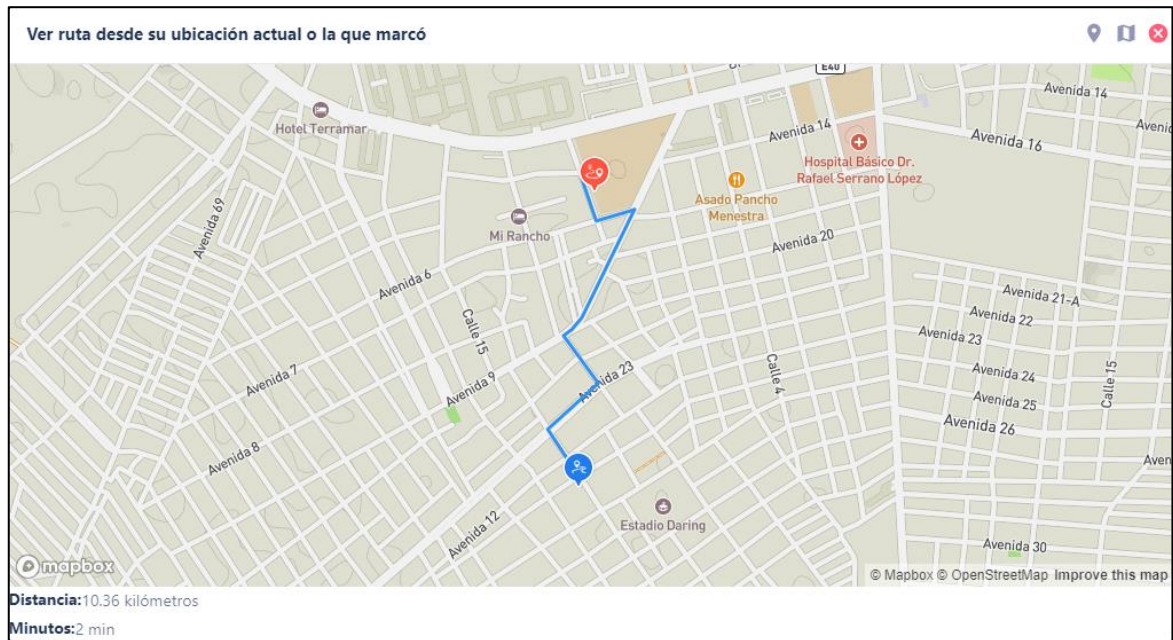 Ver ruta desde su ubicación actual o la que marcó
E40
Avenida 14
Hotel Terramar
Avenida 14
Avenida 16
Hospital Básico Dr.
Rafael Serrano López
Asado Pancho
Menestra
Avenida 69
Mi Rancho
Avenida 20
Avenida 6
Avenida 21-A
Calle 15
Avenida 22
Avenida 23
Avenida 7
Avenida 9
Avenida 23
Calle 4
Avenida 24
Calle 15
Avenida 25
Avenida 26
Avenida 8
Avenida 12
Estadio Daring
Avenida 30
mapbox
© Mapbox © OpenStreetMap Improve this map
Distancia:10.36 kilómetros
Minutos:2 min